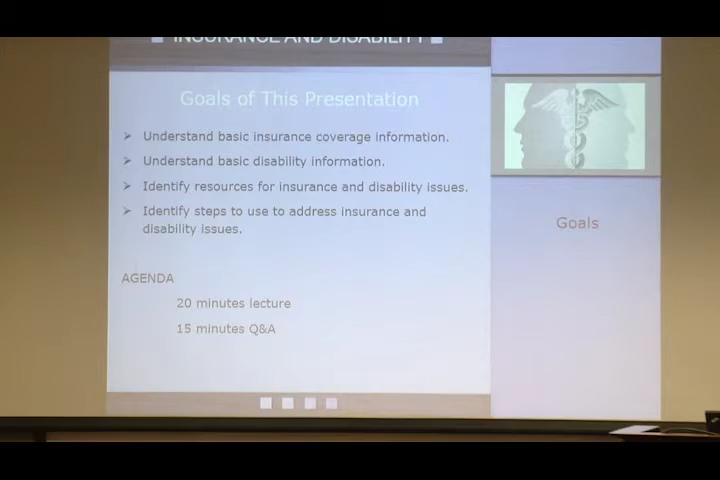 INSURANCE AND DISABILITY
Goals of This Presentation
➢ Understand basic insurance coverage information.
➢ Understand basic disability information.
➢ Identify resources for insurance and disability issues.
➢ Identify steps to use to address insurance and
disability issues.
AGENDA
20 minutes lecture
15 minutes Q&A
Goals